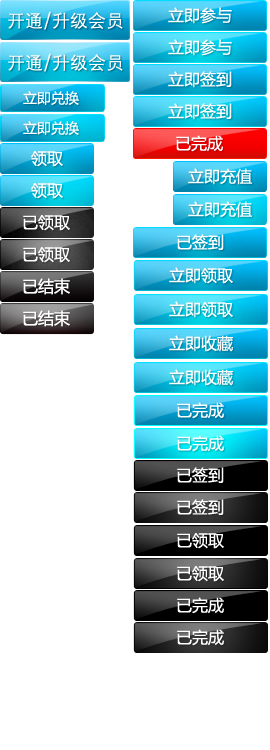 开通/升级会员
开通/升级会员
立即兑换
立即兑换
领取
领取
已领取
已领取
已结束
已结束
立即参与
立即参与
立即签到
立即签到
已完成
立即充值
立即充值
已签到
立即领取
立即领取
立即收藏
立即收藏
已完成
已完成
已签到
已签到
已领取
已领取
已完成
已完成